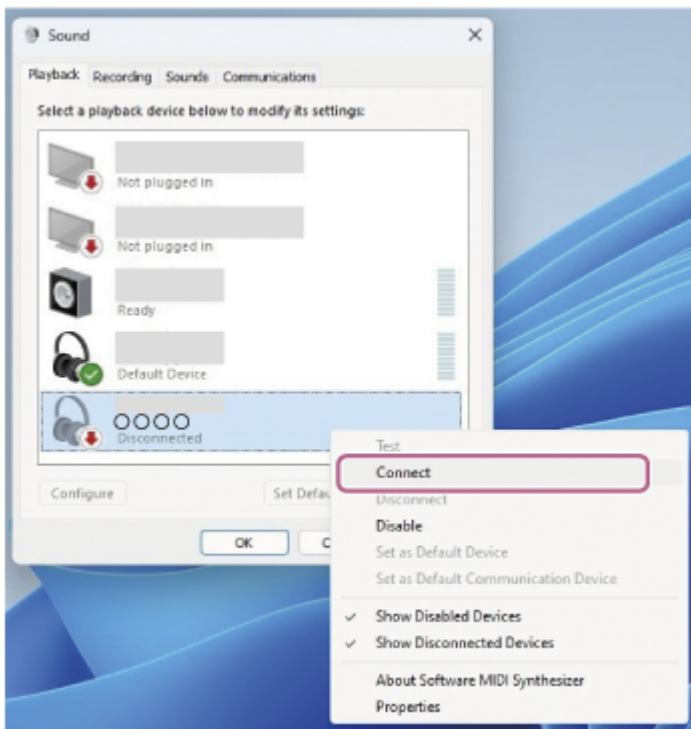 Sound
Playback Recording Sounds Communications
Select a playback device below to modify its settings:
Not plugged in
Not plugged in
Ready
Default Device
○○○○
Disconnected
Configure
Set Defau
OK
C
Test
Connect
Disconnect
Disable
Set as Default Device
Set as Default Communication Device
Show Disabled Devices
Show Disconnected Devices
About Software MIDI Synthesizer
Properties